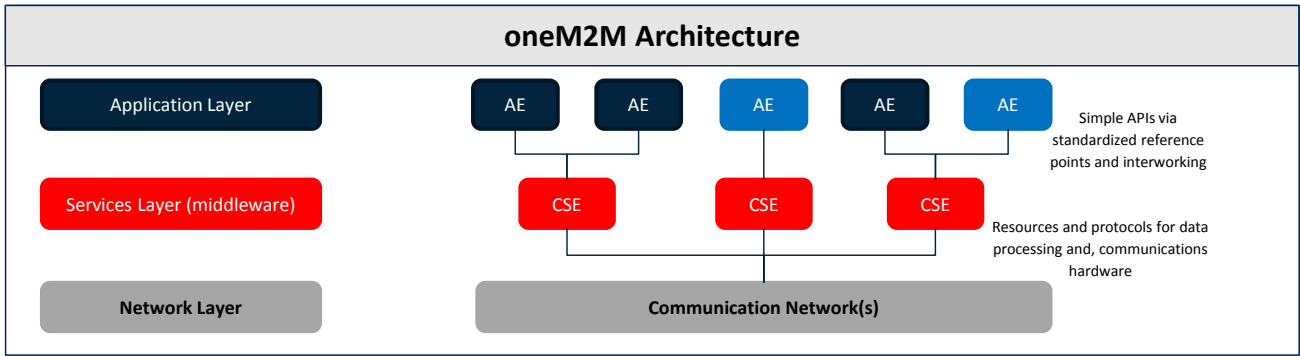 oneM2M Architecture
Application Layer
AE
AE
AE
AE
AE
Simple APIs via
standardized reference
points and interworking
Services Layer (middleware)
CSE
CSE
CSE
Resources and protocols for data
processing and, communications
hardware
Network Layer
Communication Network(s)